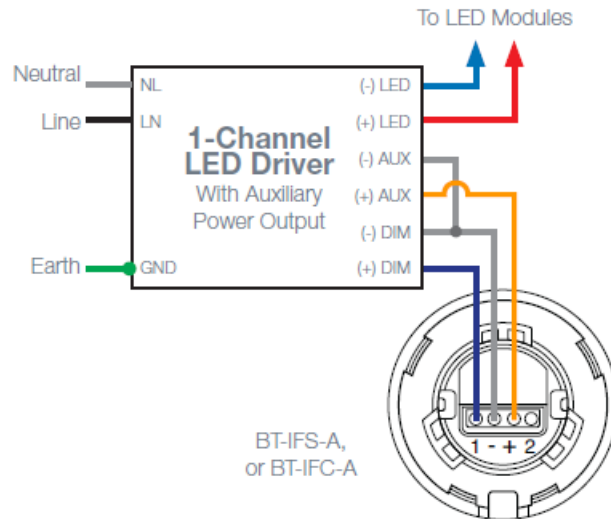 To LED Modules
Neutral
NL
(-) LED
Line
LN
(+) LED
1-Channel
LED Driver
With Auxiliary
Power Output
(-) AUX
(+) AUX
(-) DIM
Earth
GND
(+) DIM
1 - + 2
BT-IFS-A,
or BT-IFC-A